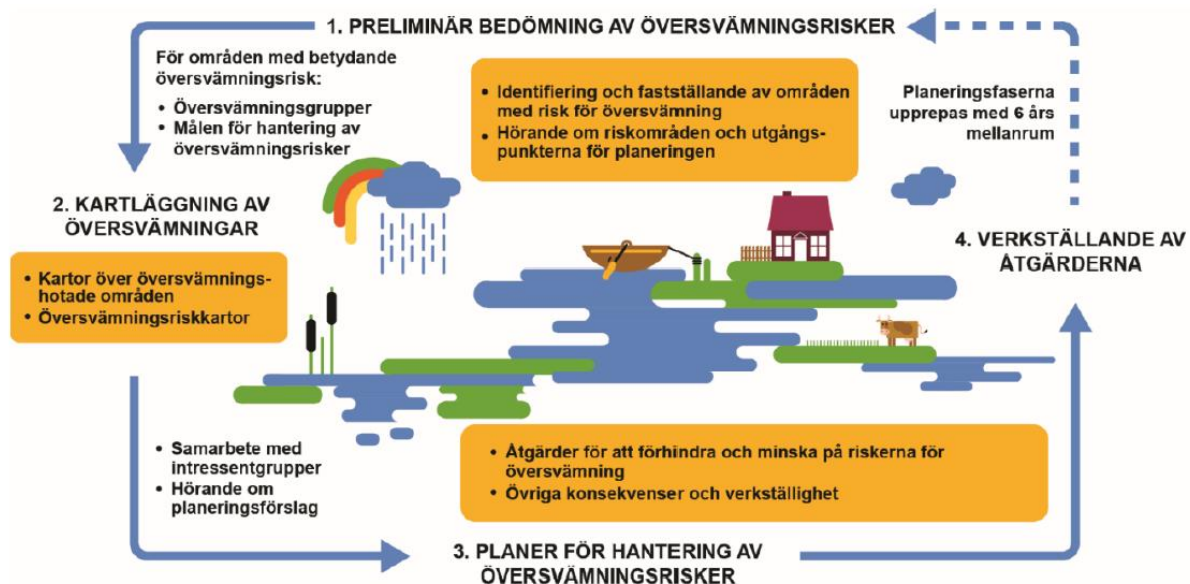 1. PRELIMINÄR BEDÖMNING AV ÖVERSVÄMNINGSRISKER
För områden med betydande
översvämningsrisk:
• Översvämningsgrupper
• Målen för hantering av
översvämningsrisker
• Identifiering och fastställande av områden
med risk för översvämning
• Hörande om riskområden och utgångs-
punkterna för planeringen
Planeringsfaserna
upprepas med 6 års
mellanrum
2. KARTLÄGGNING AV
ÖVERSVÄMNINGAR
• Kartor över översvämnings-
hotade områden
• Översvämningsriskkartor
4. VERKSTÄLLANDE AV
ÅTGÄRDERNA
• Samarbete med
intressentgrupper
• Hörande om
planeringsförslag
• Åtgärder för att förhindra och minska på riskerna för
översvämning
• Övriga konsekvenser och verkställighet
3. PLANER FÖR HANTERING AV
ÖVERSVÄMNINGSRISKER